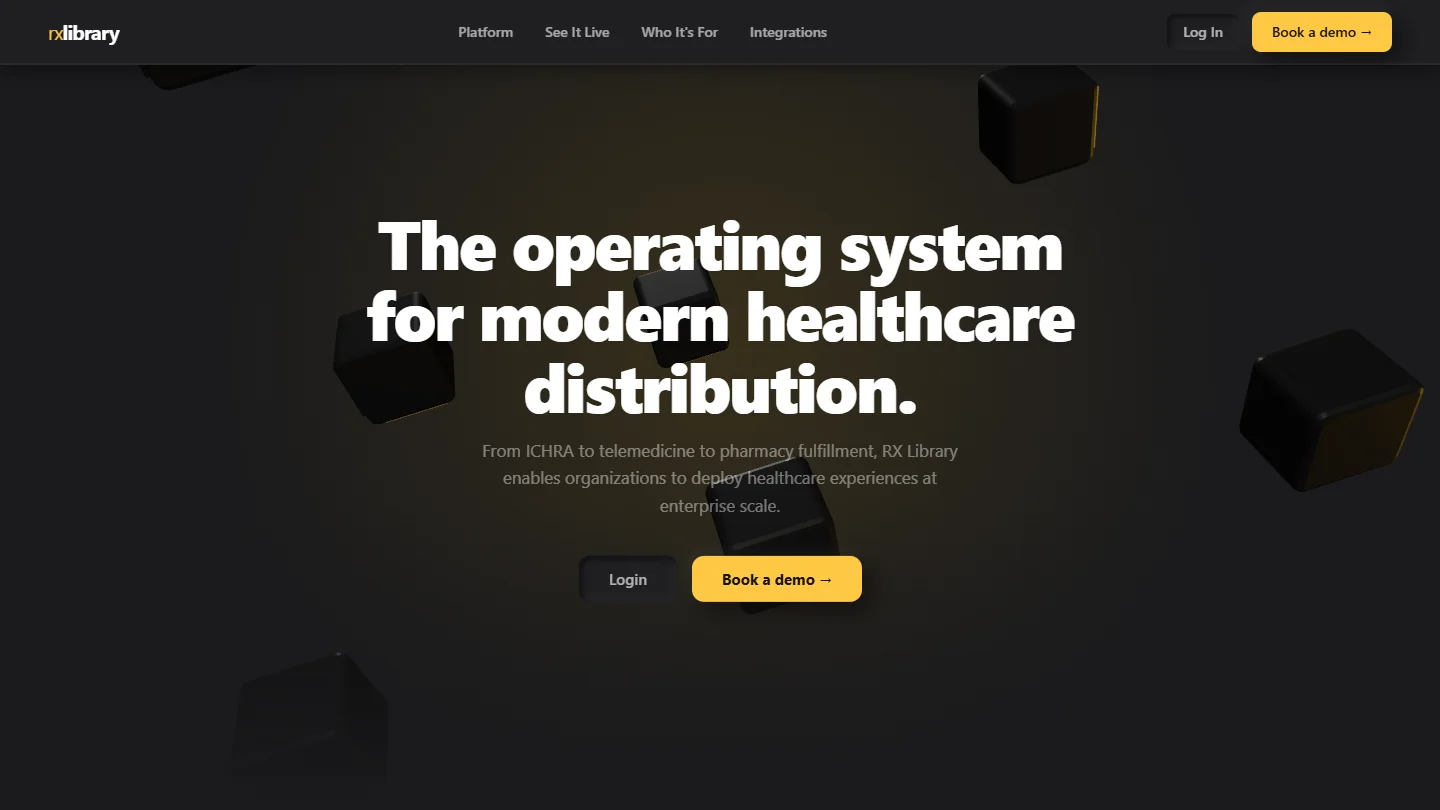 rxlibrary
Platform
See It Live
Who It's For
Integrations
Log In
Book a demo →
The operating system
for modern healthcare
distribution.
From ICHRA to telemedicine to pharmacy fulfillment, RX Library
enables organizations to deploy healthcare experiences at
enterprise scale.
Login
Book a demo →